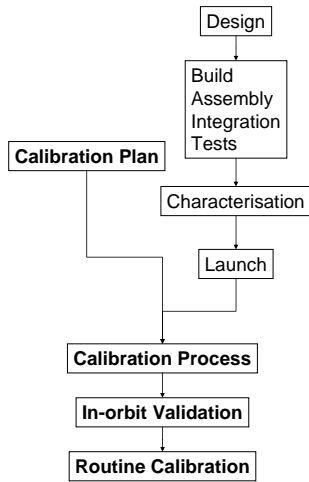 Design
Build
Assembly
Integration
Tests
Calibration Plan
Characterisation
Launch
Calibration Process
In-orbit Validation
Routine Calibration